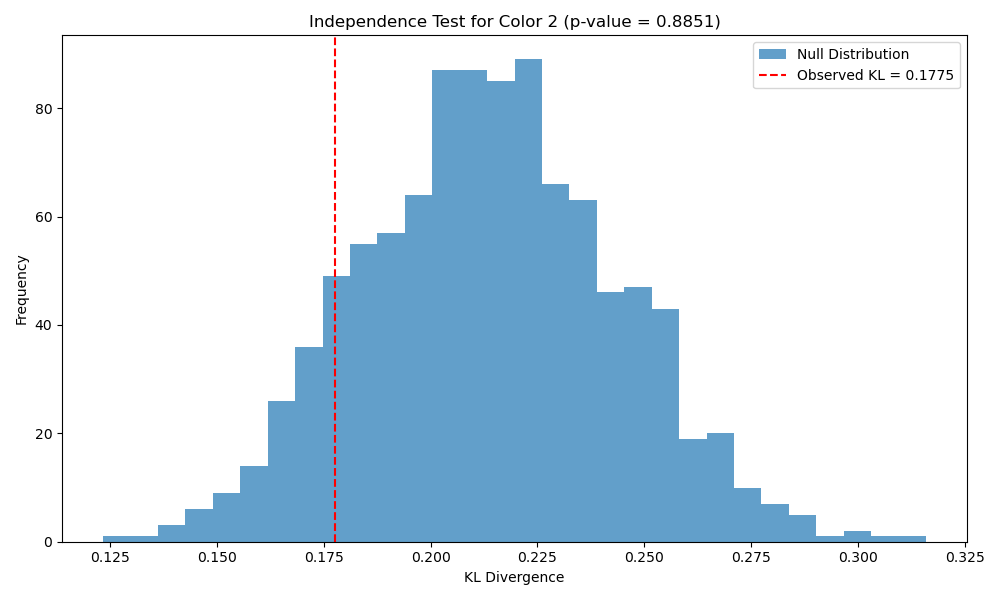 Independence Test for Color 2 (p-value = 0.8851)
Null Distribution
Observed KL = 0.1775
Frequency
80
60
40
20
0
0.125 0.150 0.175 0.200 0.225 0.250 0.275 0.300 0.325
KL Divergence